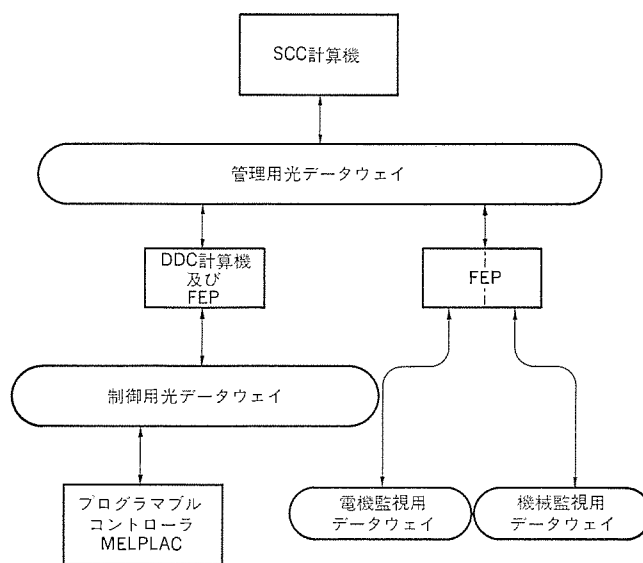 SCC計算機
管理用光データウェイ
DDC計算機
及び
FEP
FEP
制御用光データウェイ
プログラマブル
コントローラ
MELPLAC
電機監視用
データウェイ
機械監視用
データウェイ